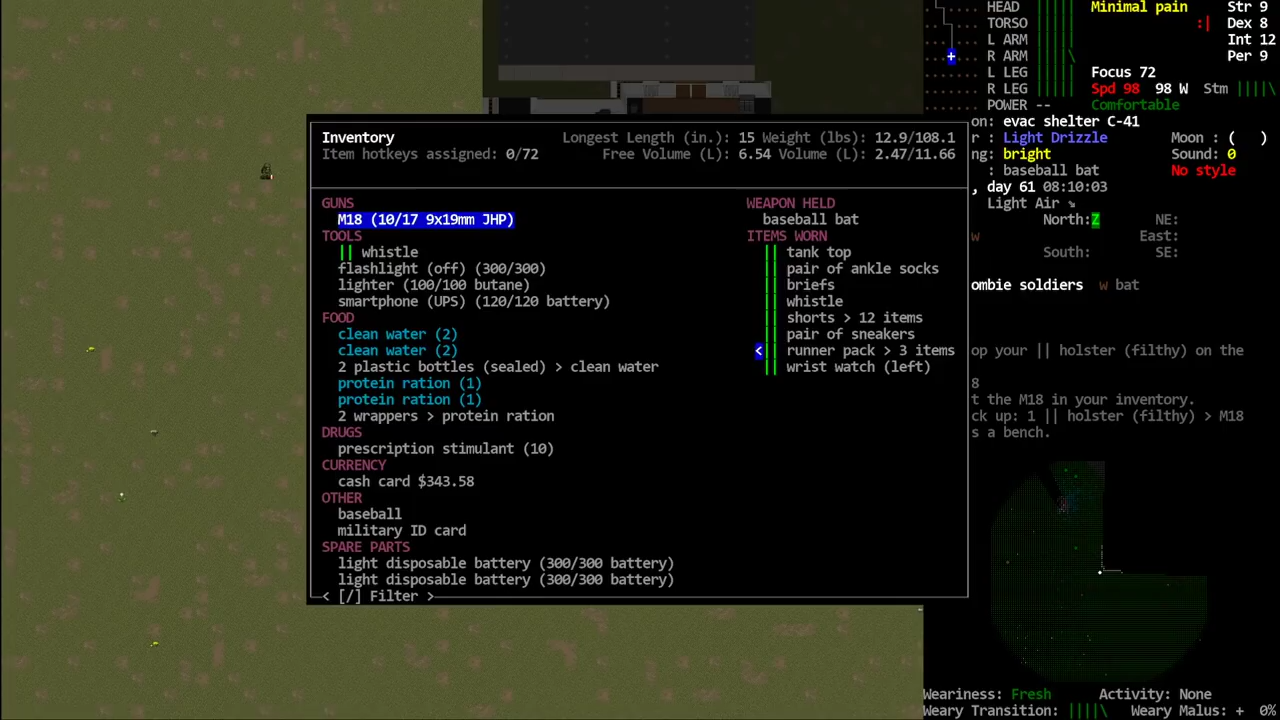 HEAD Minimal pain Str 9
TORSO :| Dex 8
L ARM Int 12
R ARM \ Per 9
L LEG Focus 72
R LEG Spd 98 98 W Stm ||||\
POWER -- Comfortable
on: evac shelter C-41
r : Light Drizzle Moon : ( )
ng: bright Sound: 0
: baseball bat No style
, day 61 08:10:03
Light Air
North:Z NE:
w East:
South: SE:
ombie soldiers w bat
op your || holster (filthy) on the
8
t the M18 in your inventory.
ck up: 1 || holster (filthy) > M18
s a bench.
Inventory Longest Length (in.): 15 Weight (lbs): 12.9/108.1
Item hotkeys assigned: 0/72 Free Volume (L): 6.54 Volume (L): 2.47/11.66
GUNS
M18 (10/17 9x19mm JHP)
TOOLS
|| whistle
flashlight (off) (300/300)
lighter (100/100 butane)
smartphone (UPS) (120/120 battery)
FOOD
clean water (2)
clean water (2)
2 plastic bottles (sealed) > clean water
protein ration (1)
protein ration (1)
2 wrappers > protein ration
DRUGS
prescription stimulant (10)
CURRENCY
cash card $343.58
OTHER
baseball
military ID card
SPARE PARTS
light disposable battery (300/300 battery)
light disposable battery (300/300 battery)
< [/] Filter >
WEAPON HELD
baseball bat
ITEMS WORN
|| tank top
|| pair of ankle socks
|| briefs
|| whistle
|| shorts > 12 items
|| pair of sneakers
< || runner pack > 3 items
|| wrist watch (left)
Weariness: Fresh Activity: None
Weary Transition: ||||\ Weary Malus: + 0%